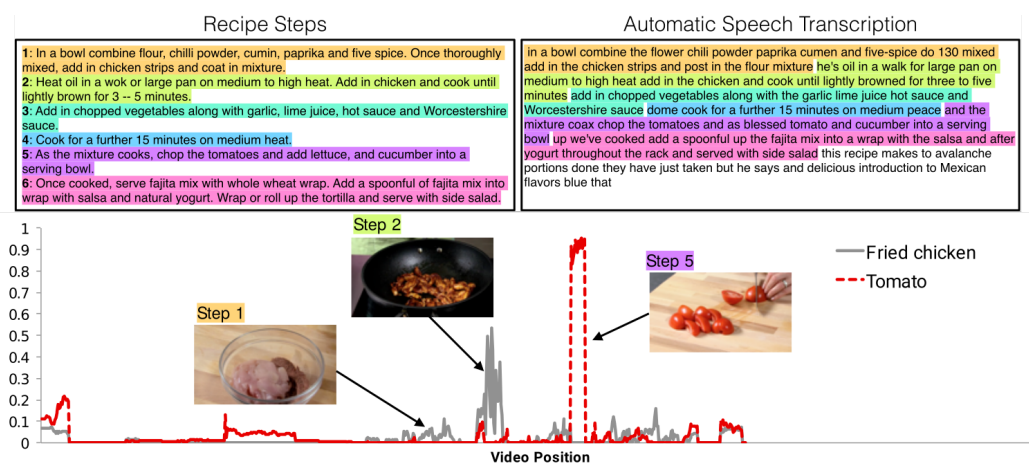 Recipe Steps
1: In a bowl combine flour, chilli powder, cumin, paprika and five spice. Once thoroughly
mixed, add in chicken strips and coat in mixture.
2: Heat oil in a wok or large pan on medium to high heat. Add in chicken and cook until
lightly brown for 3 -- 5 minutes.
3: Add in chopped vegetables along with garlic, lime juice, hot sauce and Worcestershire
sauce.
4: Cook for a further 15 minutes on medium heat.
5: As the mixture cooks, chop the tomatoes and add lettuce, and cucumber into a
serving bowl.
6: Once cooked, serve fajita mix with whole wheat wrap. Add a spoonful of fajita mix into
wrap with salsa and natural yogurt. Wrap or roll up the tortilla and serve with side salad.
Automatic Speech Transcription
in a bowl combine the flower chili powder paprika cumen and five-spice do 130 mixed
add in the chicken strips and post in the flour mixture he's oil in a walk for large pan on
medium to high heat add in the chicken and cook until lightly browned for three to five
minutes add in chopped vegetables along with the garlic lime juice hot sauce and
Worcestershire sauce dome cook for a further 15 minutes on medium peace and the
mixture coax chop the tomatoes and as blessed tomato and cucumber into a serving
bowl up we've cooked add a spoonful up the fajita mix into a wrap with the salsa and after
yogurt throughout the rack and served with side salad this recipe makes to avalanche
portions done they have just taken but he says and delicious introduction to Mexican
flavors blue that
1
0.9
0.8
0.7
0.6
0.5
0.4
0.3
0.2
0.1
0
Step 1
Step 2
Step 5
Fried chicken
Tomato
Video Position